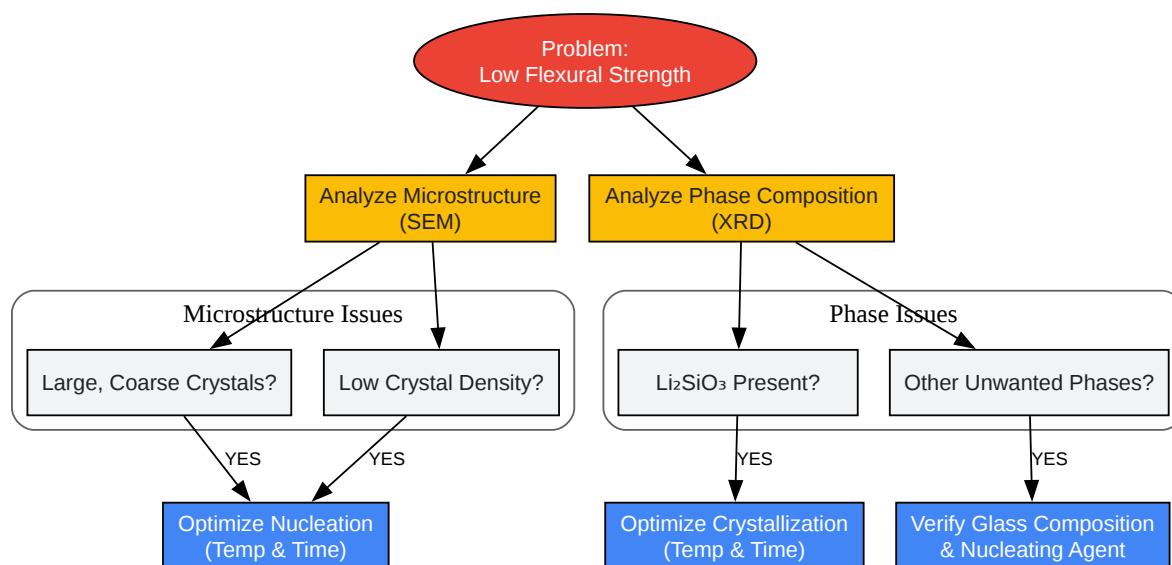 Problem:
Low Flexural Strength
Analyze Microstructure
(SEM)
Analyze Phase Composition
(XRD)
Microstructure Issues
Phase Issues
Large, Coarse Crystals?
Low Crystal Density?
Li₂SiO₃ Present?
Other Unwanted Phases?
YES
YES
YES
YES
Optimize Nucleation
(Temp & Time)
Optimize Crystallization
(Temp & Time)
Verify Glass Composition
& Nucleating Agent